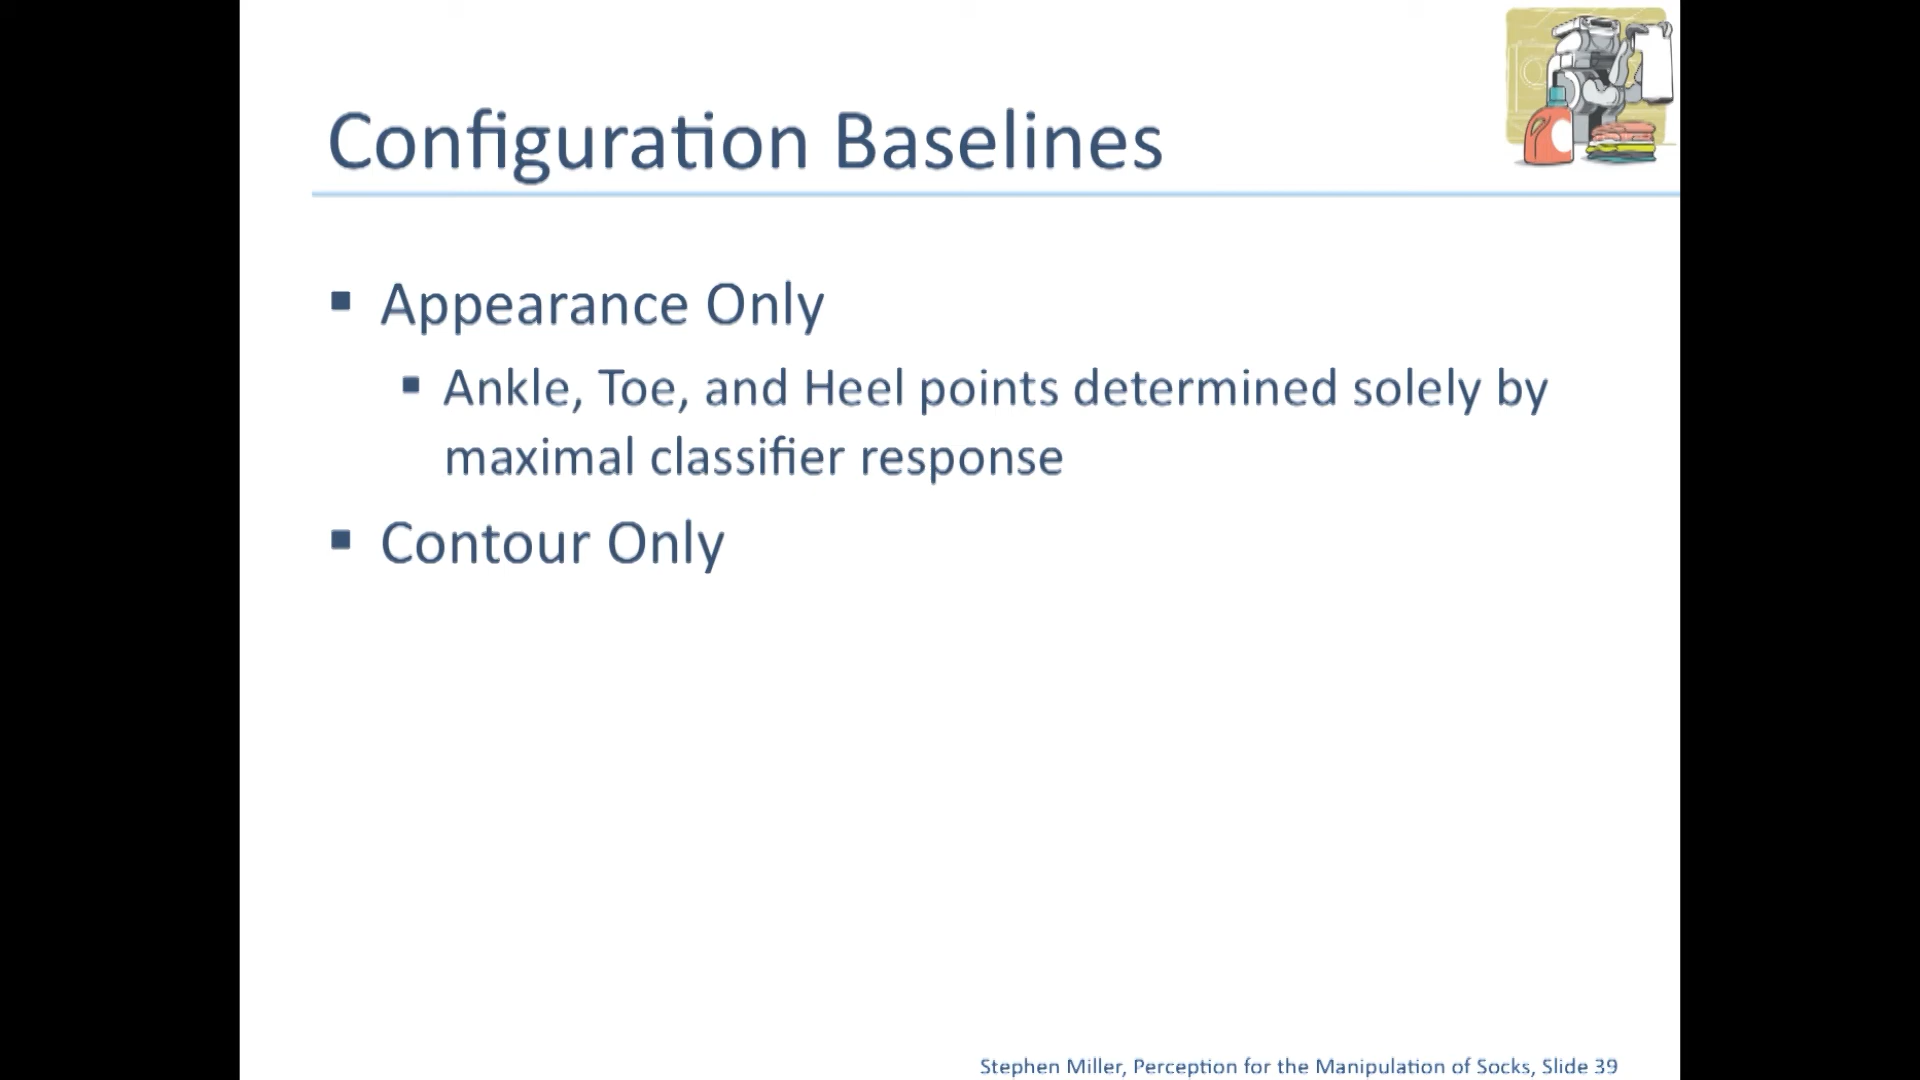 Configuration Baselines
Appearance Only
Ankle, Toe, and Heel points determined solely by
maximal classifier response
Contour Only
Stephen Miller, Perception for the Manipulation of Socks, Slide 39